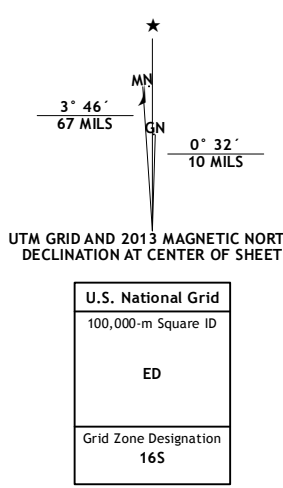 MN
3° 46´
67 MILS
GN
0° 32´
10 MILS
UTM GRID AND 2013 MAGNETIC NORT
DECLINATION AT CENTER OF SHEET
U.S. National Grid
100,000-m Square ID
ED
Grid Zone Designation
16S